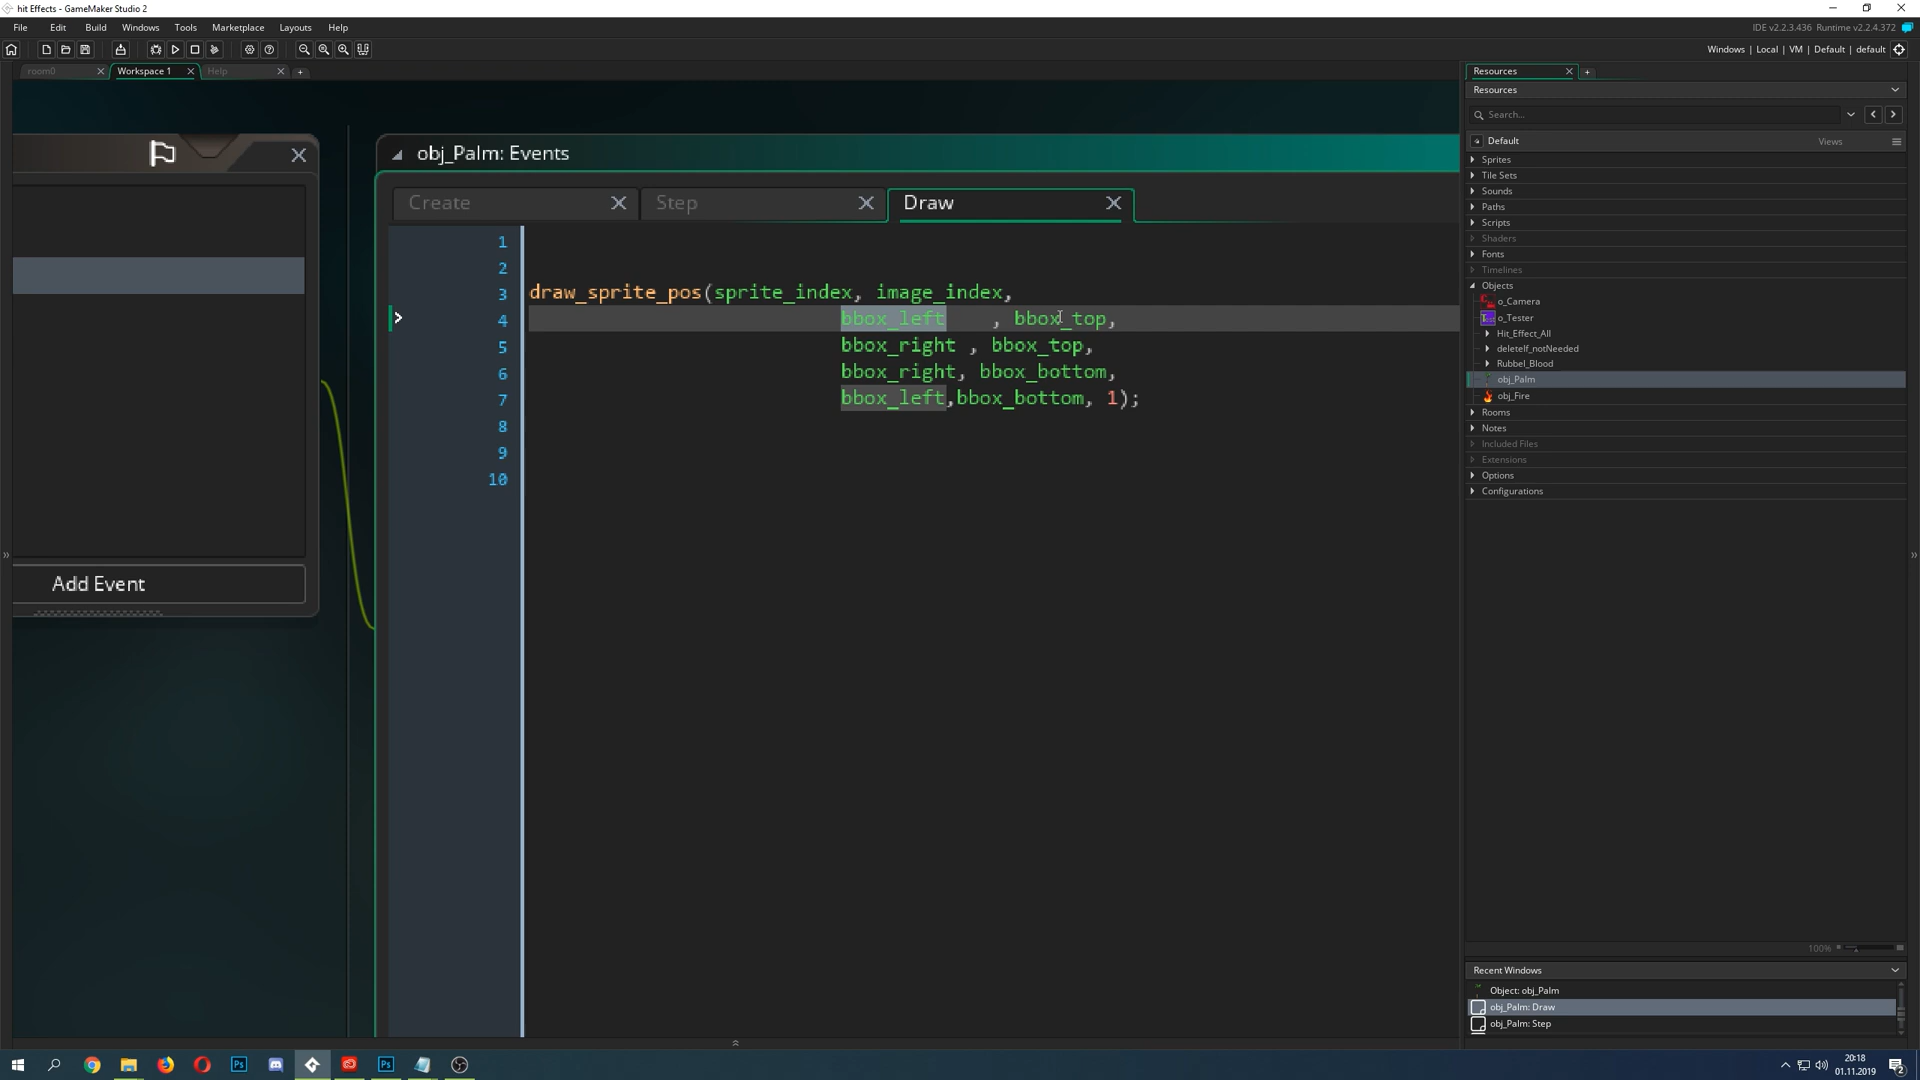 hit Effects - GameMaker Studio 2
File Edit Build Windows Tools Marketplace Layouts Help
IDE v2.2.3.436 Runtime v2.2.4.372
Windows | Local | VM | Default | default
room0
Workspace 1
Help
Resources
Resources
Search...
Default
Views
Sprites
Tile Sets
Sounds
Paths
Scripts
Shaders
Fonts
Timelines
Objects
o_Camera
o_Tester
Hit_Effect_All
deleteIf_notNeeded
Rubbel_Blood
obj_Palm
obj_Fire
Rooms
Notes
Included Files
Extensions
Options
Configurations
100%
Recent Windows
Object: obj_Palm
obj_Palm: Draw
obj_Palm: Step
Add Event
obj_Palm: Events
Create
Step
Draw
1
2
3 draw_sprite_pos(sprite_index, image_index,
4 bbox_left , bbox_top,
5 bbox_right , bbox_top,
6 bbox_right, bbox_bottom,
7 bbox_left,bbox_bottom, 1);
8
9
10
Ps
Ps
20:18
01.11.2019
2